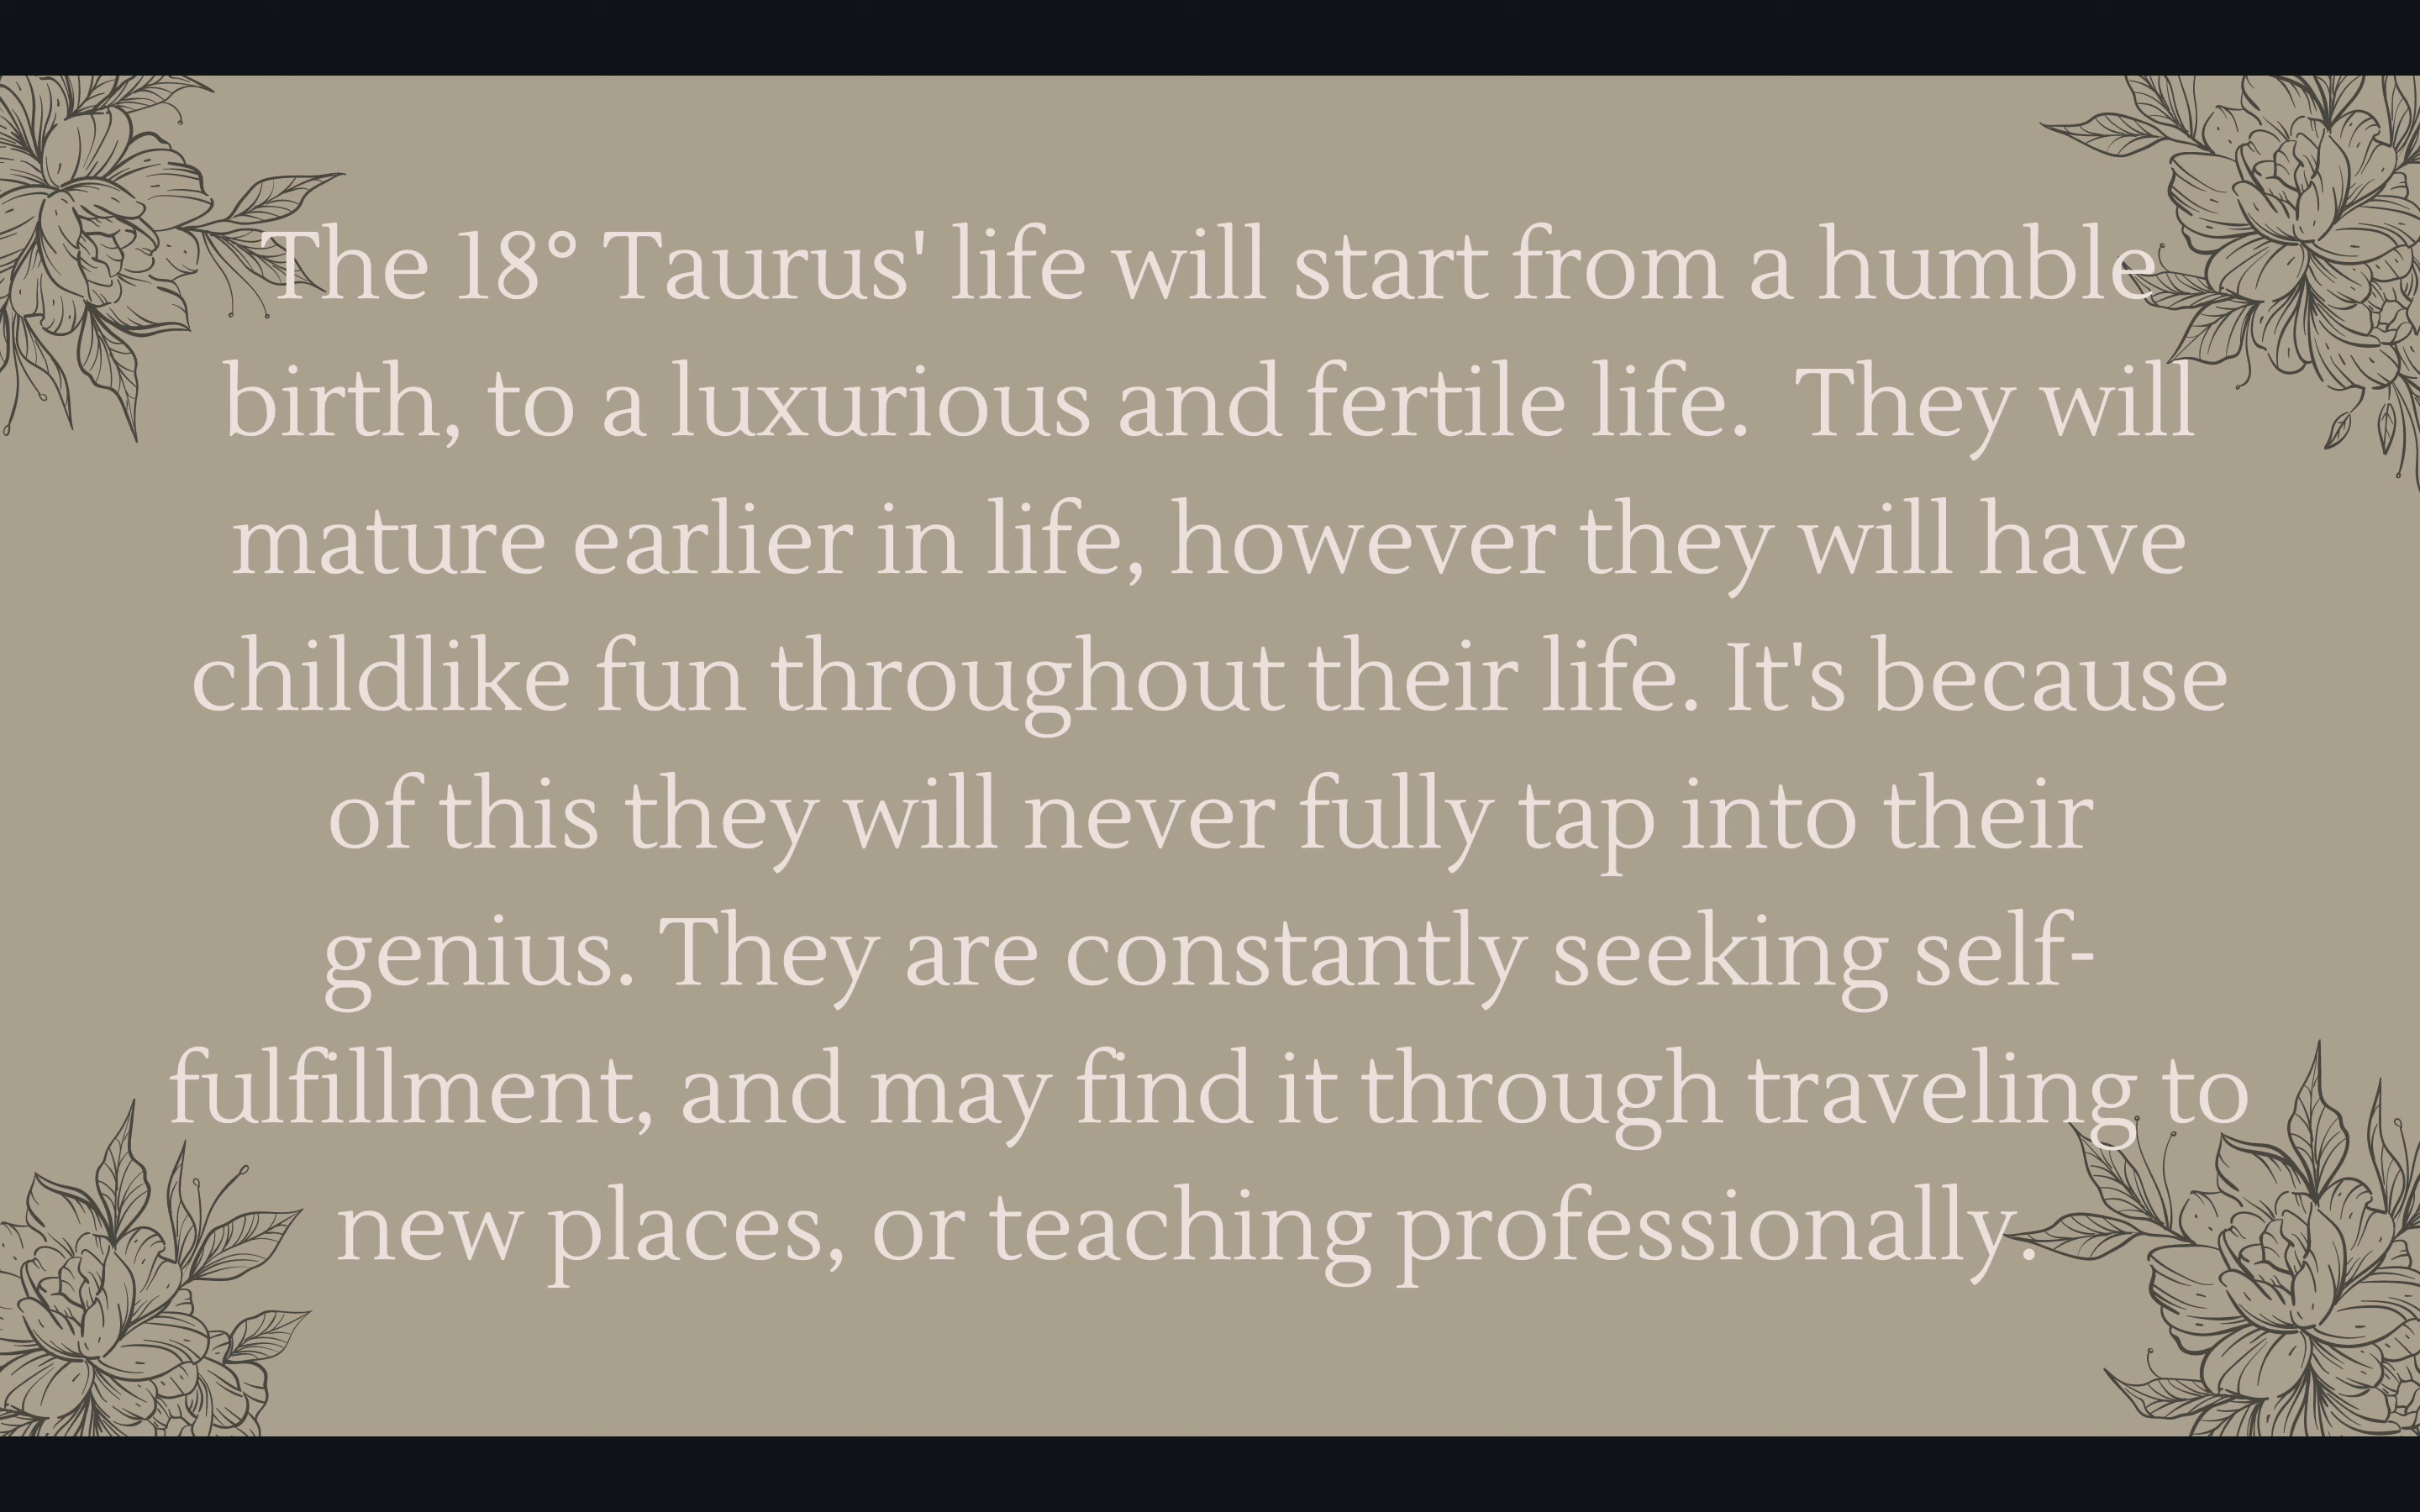 The 18° Taurus' life will start from a humble
birth, to a luxurious and fertile life.  They will
mature earlier in life, however they will have
childlike fun throughout their life. It's because
of this they will never fully tap into their
genius. They are constantly seeking self-
fulfillment, and may find it through traveling to
new places, or teaching professionally.